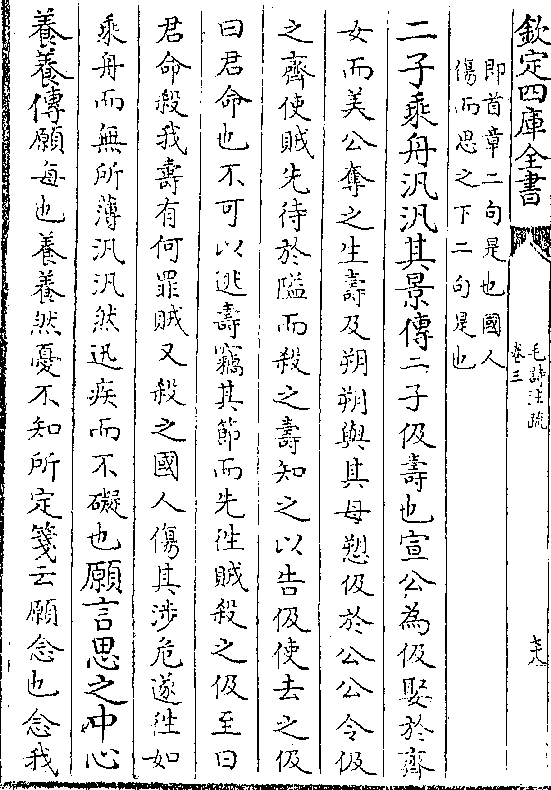 欽定四庫全書
毛詩注疏
卷三
即首章二句是也國人
傷而思之下二句是也
二子乘舟汎汎其景傳二子伋壽也宣公為伋娶於齊
女而美公奪之生壽及朔朔與其母愬伋於公公令伋
之齊使賊先待於隘而殺之壽知之以告伋使去之伋
曰君命也不可以逃壽竊其節而先徃賊殺之伋至曰
君命殺我壽有何罪賊又殺之國人傷其涉危遂徃如
乘舟而無所薄汎汎然迅疾而不礙也願言思之中心
養養傳願每也養養然憂不知所定箋云願念也念我